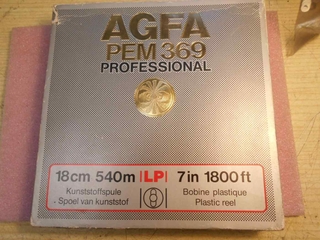 AGFA
PEM 369
PROFESSIONAL
18cm 540m |LP| 7in 1800ft
Kunststoffspule Bobine plastique
- Spoel van kunststof Plastic reel